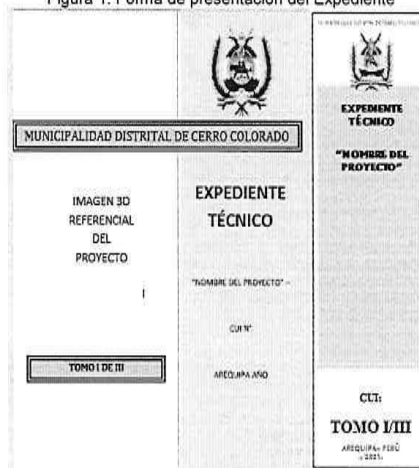 Figura 1. Forma de presentación del Expediente
MUNICIPALIDAD DISTRITAL DE CERRO COLORADO
IMAGEN 3D
REFERENCIAL
DEL
PROYECTO
I
TOMO I DE III
EXPEDIENTE
TÉCNICO
"NOMBRE DEL PROYECTO" –
CUI N°
AREQUIPA AÑO
EXPEDIENTE
TÉCNICO
"NOMBRE DEL
PROYECTO"
CUI:
TOMO I/III
AREQUIPA - PERÚ